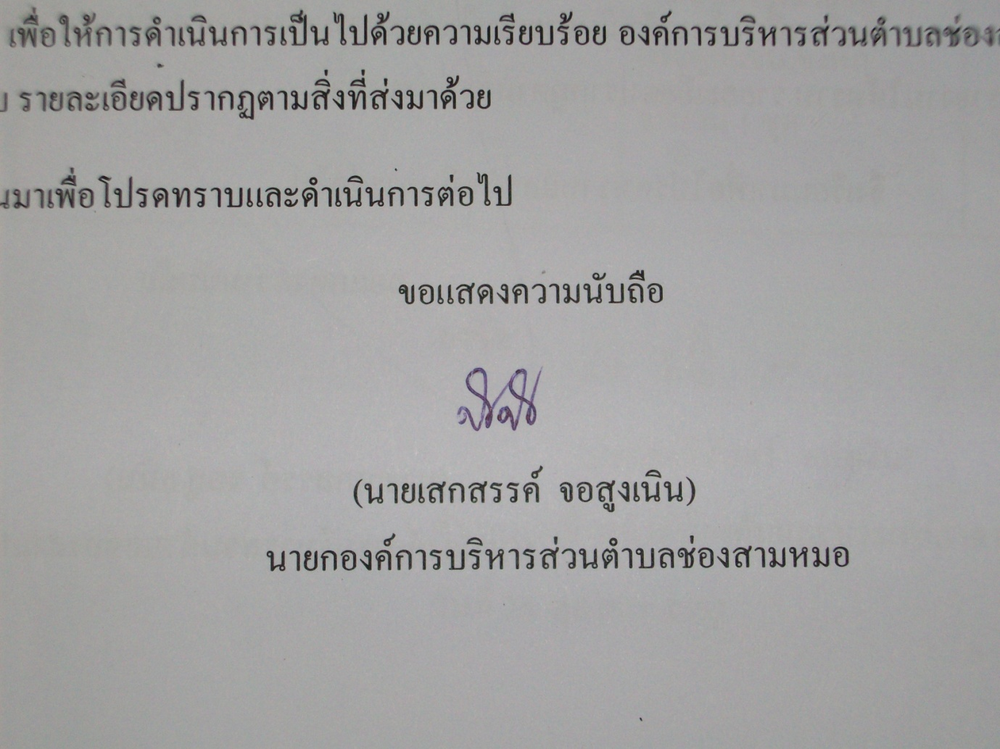 เพื่อให้การดำเนินการเป็นไปด้วยความเรียบร้อย องค์การบริหารส่วนตำบลช่อง
รายละเอียดปรากฏตามสิ่งที่ส่งมาด้วย
นมาเพื่อโปรดทราบและดำเนินการต่อไป
ขอแสดงความนับถือ
(นายเสกสรรค์ จอสูงเนิน)
นายกองค์การบริหารส่วนตำบลช่องสามหมอ